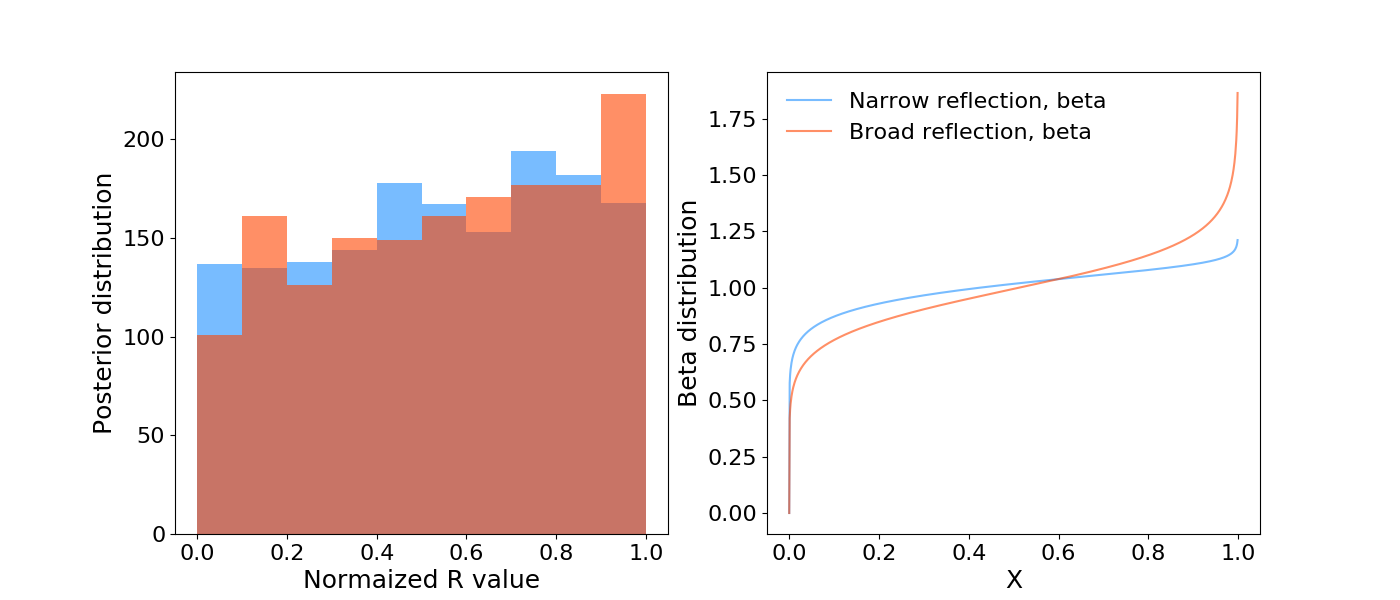 Posterior distribution
200
150
100
50
0
0.0 0.2 0.4 0.6 0.8 1.0
Normaized R value
Beta distribution
Narrow reflection, beta
Broad reflection, beta
1.75
1.50
1.25
1.00
0.75
0.50
0.25
0.00
0.0 0.2 0.4 0.6 0.8 1.0
X